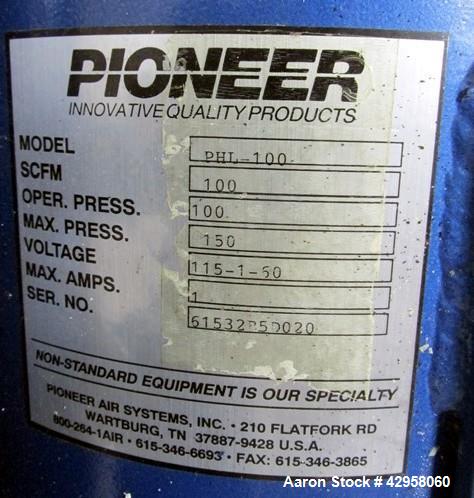 PIONEER
INNOVATIVE QUALITY PRODUCTS
MODEL PHL-100
SCFM 100
OPER. PRESS. 100
MAX. PRESS. 150
VOLTAGE 115-1-60
MAX. AMPS. 1
SER. NO.
NON-STANDARD EQUIPMENT IS OUR SPECIALTY
PIONEER AIR SYSTEMS, INC. • 210 FLATFORK RD
WARTBURG, TN 37887-9428 U.S.A.
800-264-1AIR • 615-346-6693 • FAX: 615-346-3865
Aaron Stock # 42958060